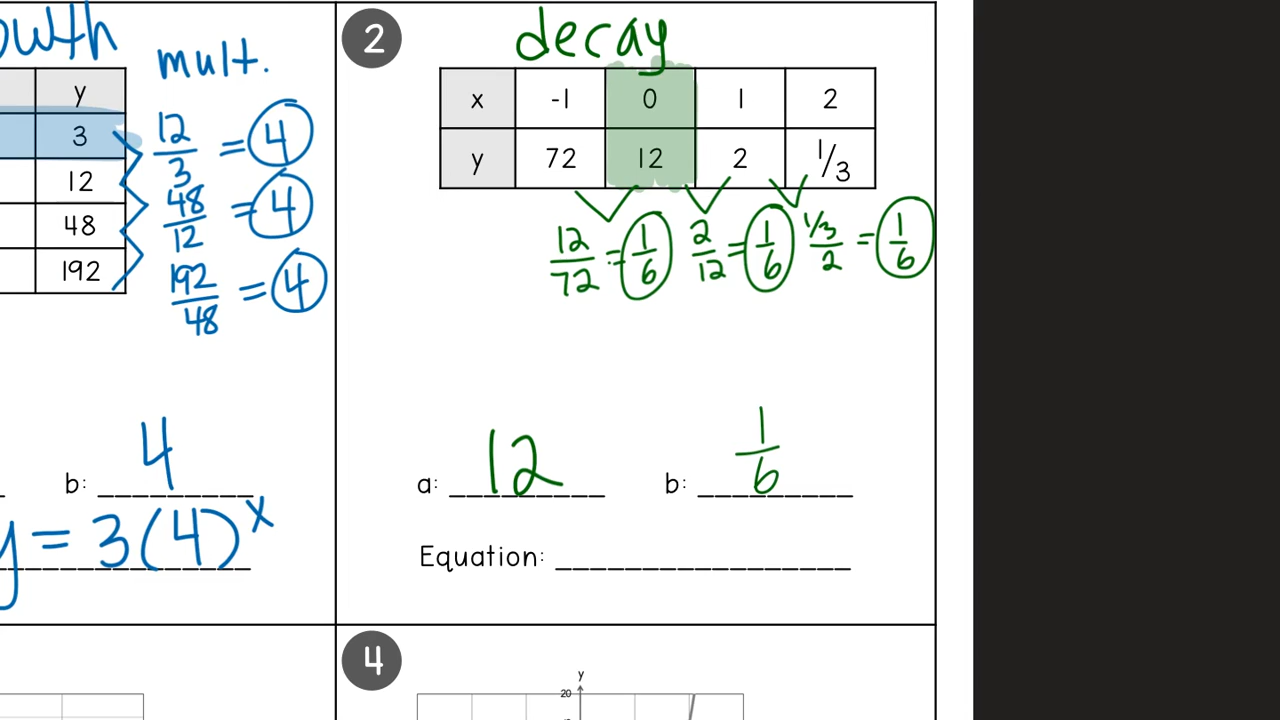 owth
mult.
y
3
12
48
192
12/3 = 4
48/12 = 4
192/48 = 4
b: 4
y = 3(4)^x
2
decay
x -1 0 1 2
y 72 12 2 1/3
12/72 = 1/6 2/12 = 1/6 1/3/2 = 1/6
a: 12 b: 1/6
Equation:
4
y
20